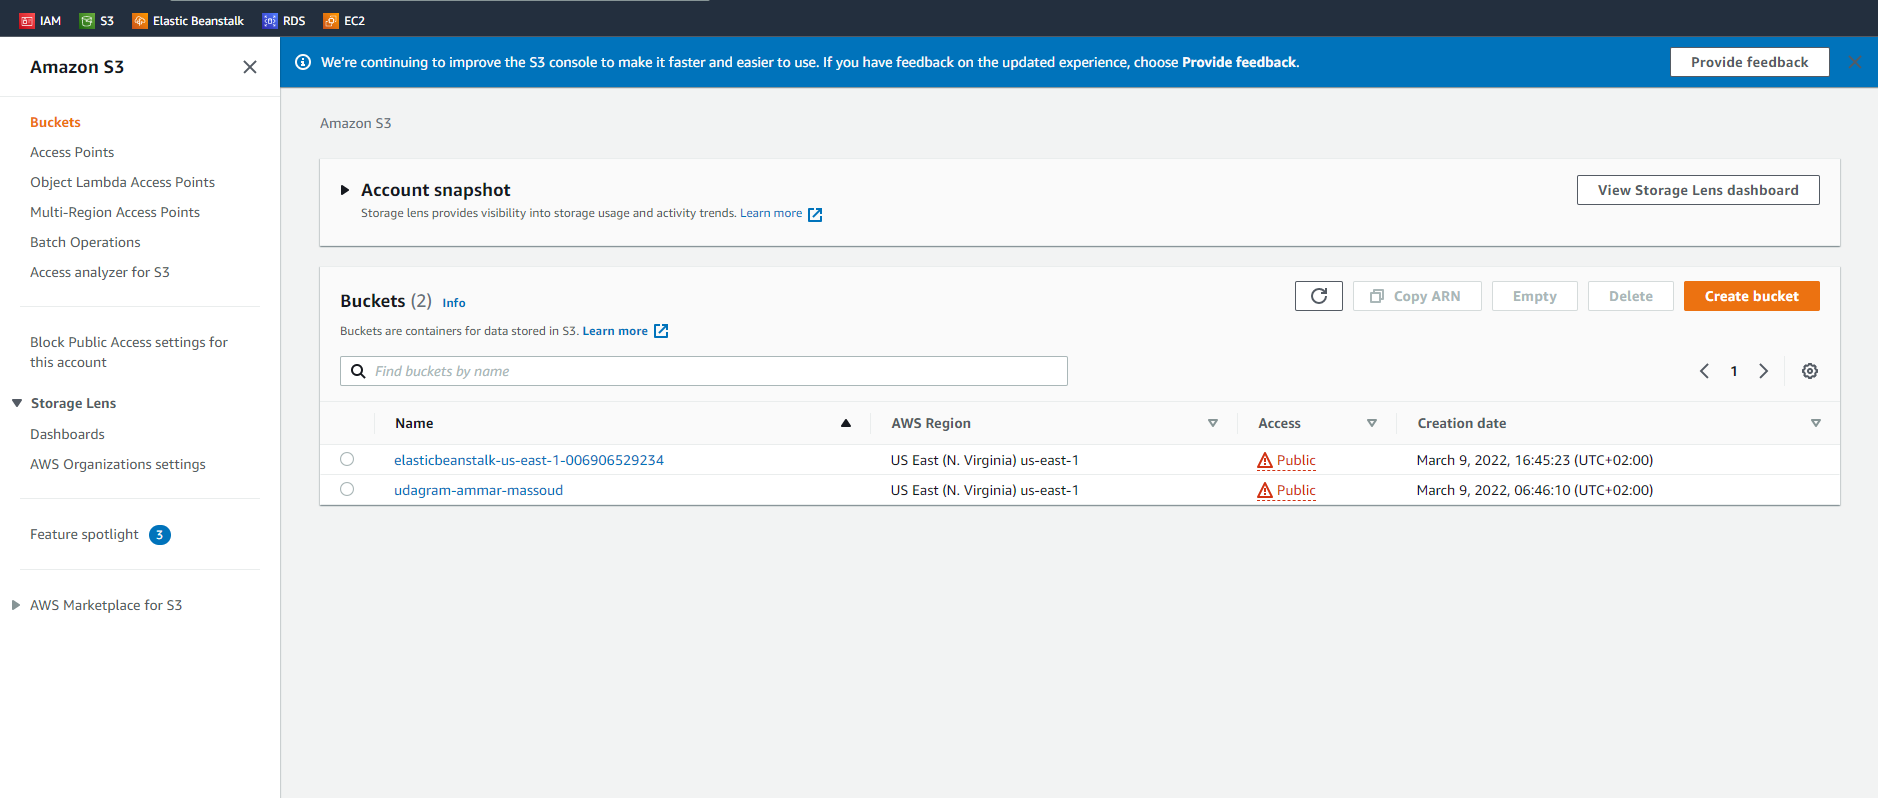 IAM S3 Elastic Beanstalk RDS EC2
Amazon S3
We're continuing to improve the S3 console to make it faster and easier to use. If you have feedback on the updated experience, choose Provide feedback.
Provide feedback
Buckets
Access Points
Object Lambda Access Points
Multi-Region Access Points
Batch Operations
Access analyzer for S3
Block Public Access settings for
this account
Storage Lens
Dashboards
AWS Organizations settings
Feature spotlight 3
AWS Marketplace for S3
Amazon S3
Account snapshot
Storage lens provides visibility into storage usage and activity trends. Learn more
View Storage Lens dashboard
Buckets (2) Info
Buckets are containers for data stored in S3. Learn more
Copy ARN Empty Delete Create bucket
Find buckets by name
1
Name AWS Region Access Creation date
elasticbeanstalk-us-east-1-006906529234 US East (N. Virginia) us-east-1 Public March 9, 2022, 16:45:23 (UTC+02:00)
udagram-ammar-massoud US East (N. Virginia) us-east-1 Public March 9, 2022, 06:46:10 (UTC+02:00)